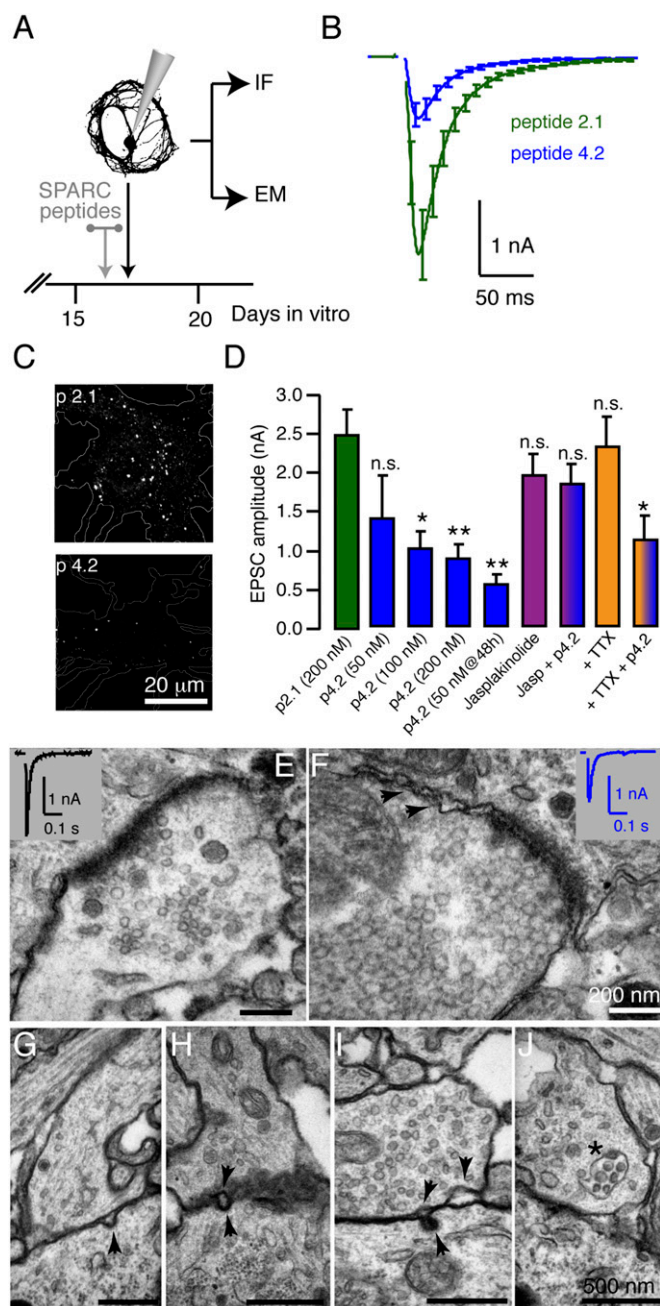 A
IF
EM
SPARC
peptides
15
20
Days in vitro
B
peptide 2.1
peptide 4.2
1 nA
50 ms
C
p 2.1
p 4.2
20 µm
D
EPSC amplitude (nA)
3.0
2.5
2.0
1.5
1.0
0.5
0.0
n.s.
*
**
**
n.s.
n.s.
n.s.
*
p2.1 (200 nM)
p4.2 (50 nM)
p4.2 (100 nM)
p4.2 (200 nM)
p4.2 (50 nM@48h)
Jasplakinolide
Jasp + p4.2
+ TTX
+ TTX + p4.2
E
1 nA
0.1 s
F
1 nA
0.1 s
200 nm
G
H
I
J
*
500 nm